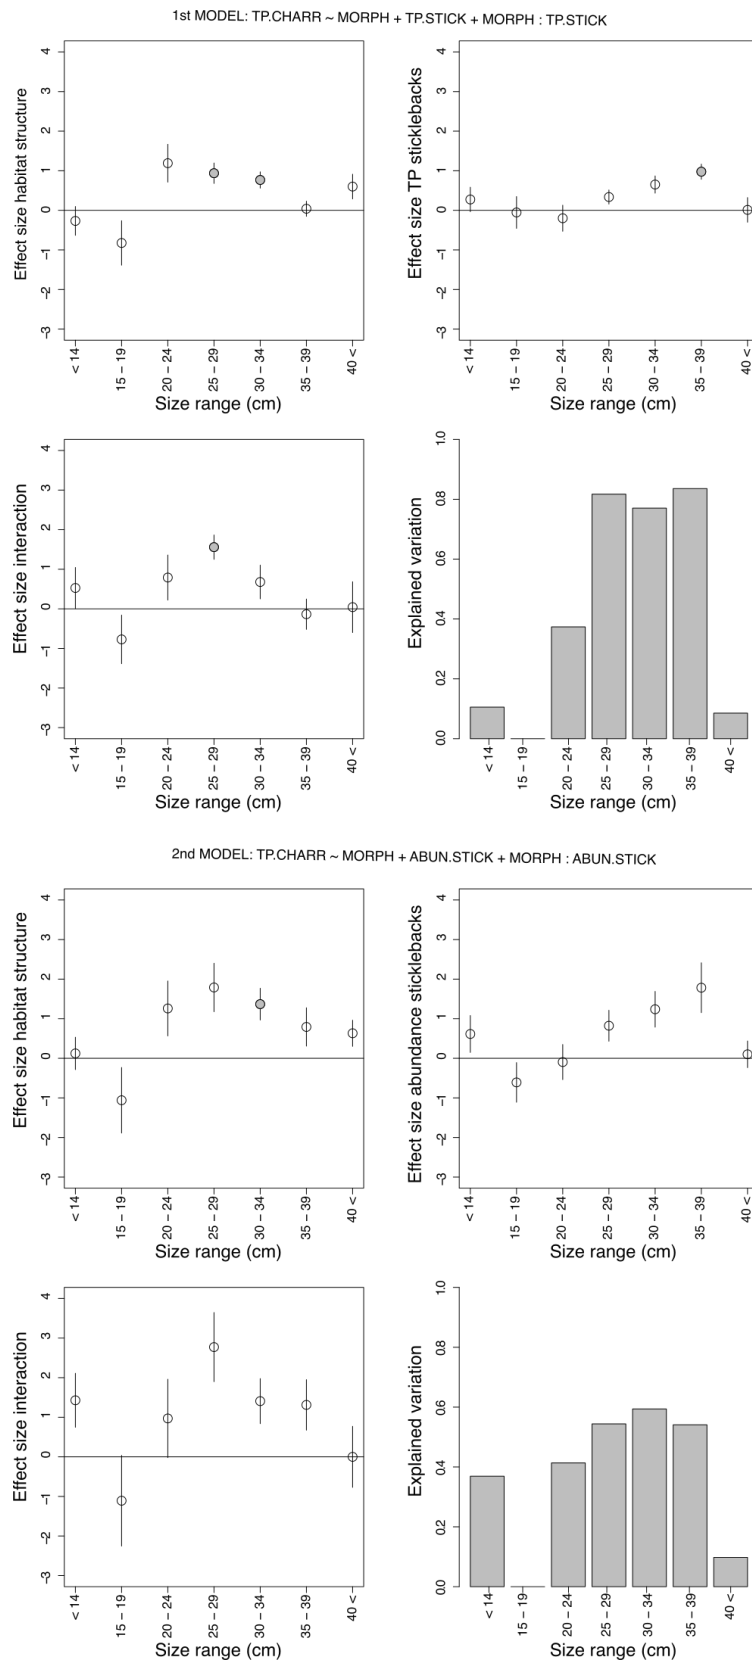 1st MODEL: TP.CHARR ~ MORPH + TP.STICK + MORPH : TP.STICK
Effect size habitat structure
4
3
2
1
0
-1
-2
-3
< 14
15 – 19
20 – 24
25 – 29
30 – 34
35 – 39
40 <
Size range (cm)
Effect size TP sticklebacks
4
3
2
1
0
-1
-2
-3
< 14
15 – 19
20 – 24
25 – 29
30 – 34
35 – 39
40 <
Size range (cm)
Effect size interaction
4
3
2
1
0
-1
-2
-3
< 14
15 – 19
20 – 24
25 – 29
30 – 34
35 – 39
40 <
Size range (cm)
Explained variation
1.0
0.8
0.6
0.4
0.2
0.0
< 14
15 – 19
20 – 24
25 – 29
30 – 34
35 – 39
40 <
Size range (cm)
2nd MODEL: TP.CHARR ~ MORPH + ABUN.STICK + MORPH : ABUN.STICK
Effect size habitat structure
4
3
2
1
0
-1
-2
-3
< 14
15 – 19
20 – 24
25 – 29
30 – 34
35 – 39
40 <
Size range (cm)
Effect size abundance sticklebacks
4
3
2
1
0
-1
-2
-3
< 14
15 – 19
20 – 24
25 – 29
30 – 34
35 – 39
40 <
Size range (cm)
Effect size interaction
4
3
2
1
0
-1
-2
-3
< 14
15 – 19
20 – 24
25 – 29
30 – 34
35 – 39
40 <
Size range (cm)
Explained variation
1.0
0.8
0.6
0.4
0.2
0.0
< 14
15 – 19
20 – 24
25 – 29
30 – 34
35 – 39
40 <
Size range (cm)